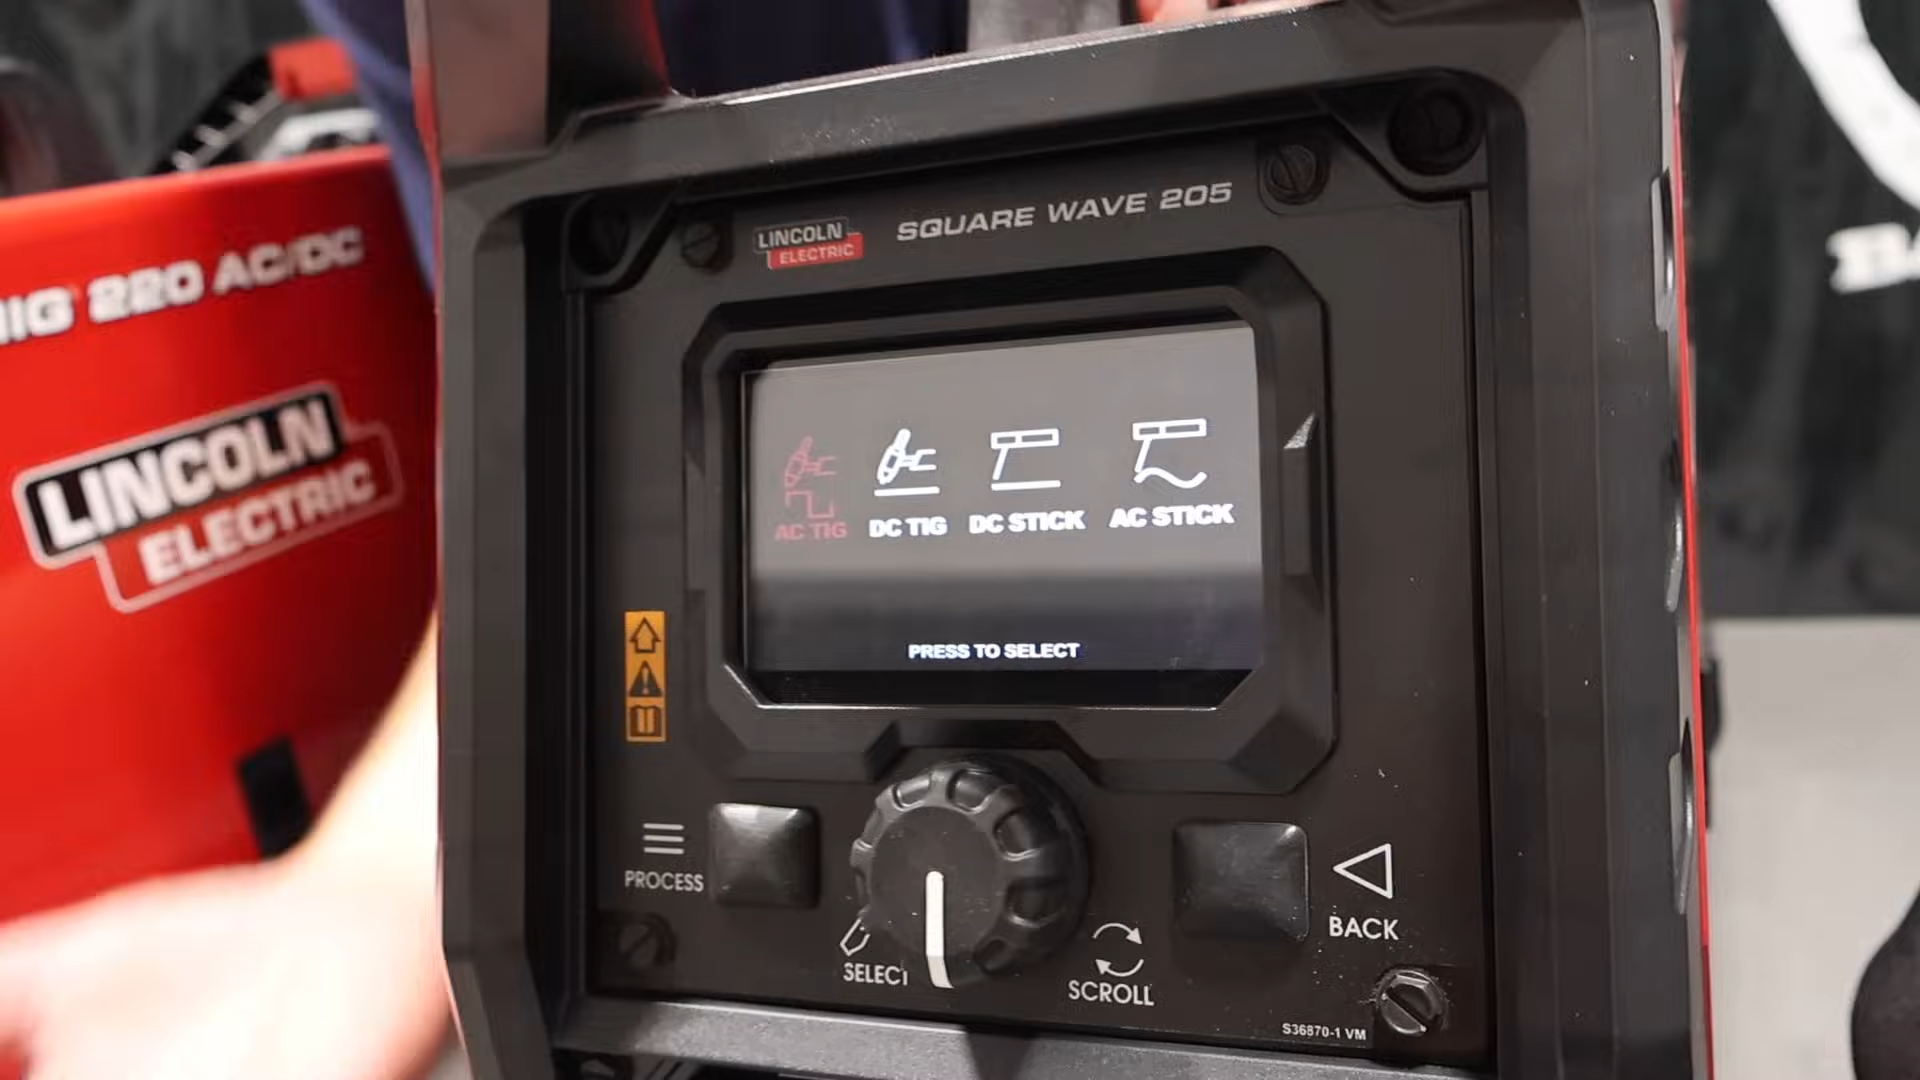 220 AC/DC
LINCOLN
ELECTRIC
LINCOLN
ELECTRIC
SQUARE WAVE 205
AC TIG
DC TIG
DC STICK
AC STICK
PRESS TO SELECT
PROCESS
SELECT
SCROLL
BACK
S36870-1 VM